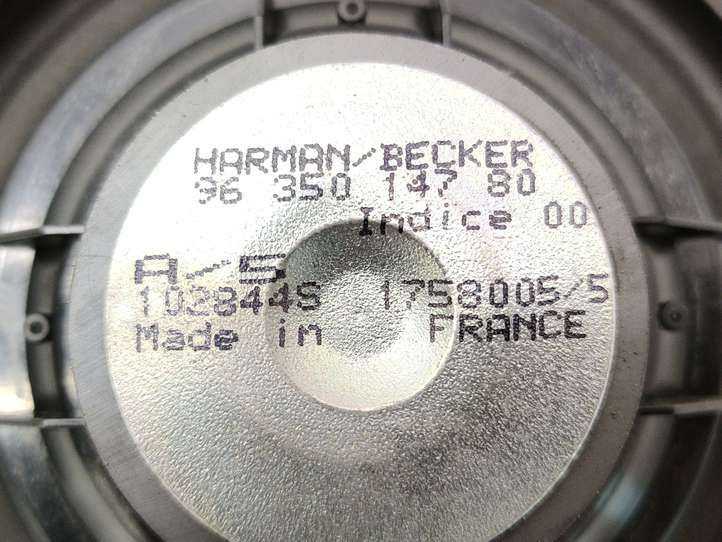 HARMAN/BECKER
96 350 147 80
Indice 00
A/S
102844S 1758005/5
Made in FRANCE